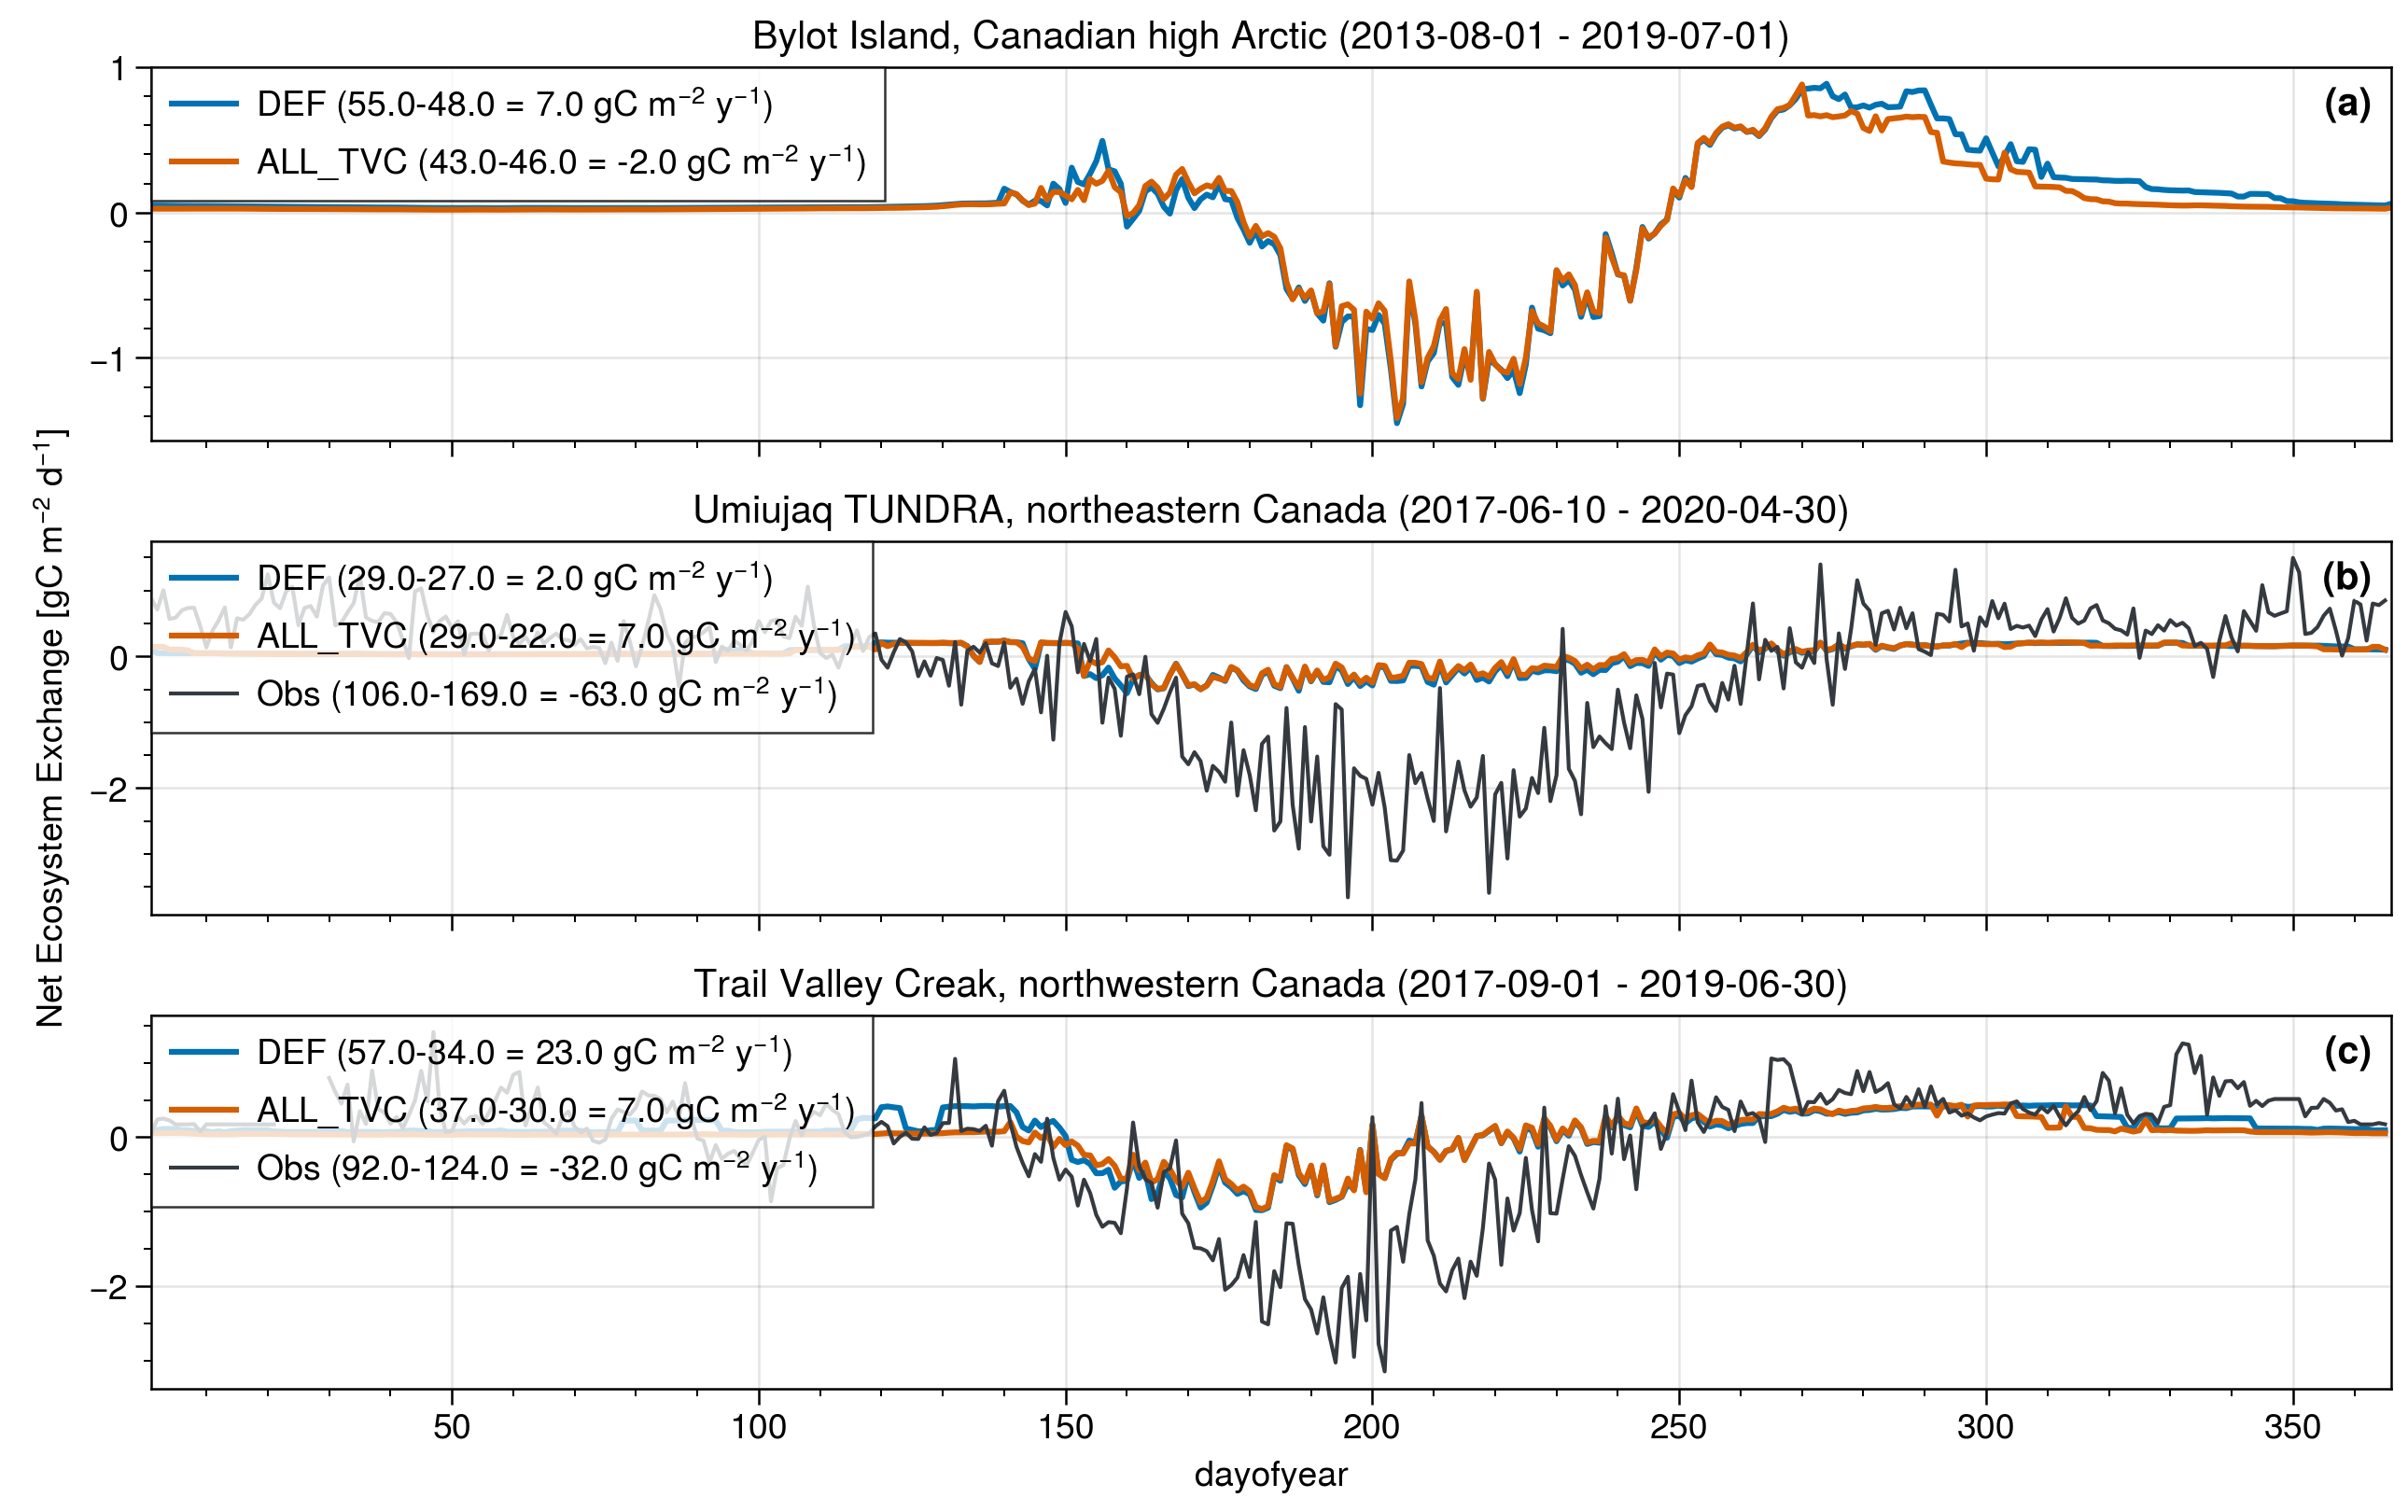 Bylot Island, Canadian high Arctic (2013-08-01 - 2019-07-01)
1
0
−1
DEF (55.0-48.0 = 7.0 gC m⁻² y⁻¹)
ALL_TVC (43.0-46.0 = -2.0 gC m⁻² y⁻¹)
(a)
Net Ecosystem Exchange [gC m⁻² d⁻¹]
Umiujaq TUNDRA, northeastern Canada (2017-06-10 - 2020-04-30)
0
−2
DEF (29.0-27.0 = 2.0 gC m⁻² y⁻¹)
ALL_TVC (29.0-22.0 = 7.0 gC m⁻² y⁻¹)
Obs (106.0-169.0 = -63.0 gC m⁻² y⁻¹)
(b)
Trail Valley Creak, northwestern Canada (2017-09-01 - 2019-06-30)
0
−2
DEF (57.0-34.0 = 23.0 gC m⁻² y⁻¹)
ALL_TVC (37.0-30.0 = 7.0 gC m⁻² y⁻¹)
Obs (92.0-124.0 = -32.0 gC m⁻² y⁻¹)
(c)
50 100 150 200 250 300 350
dayofyear